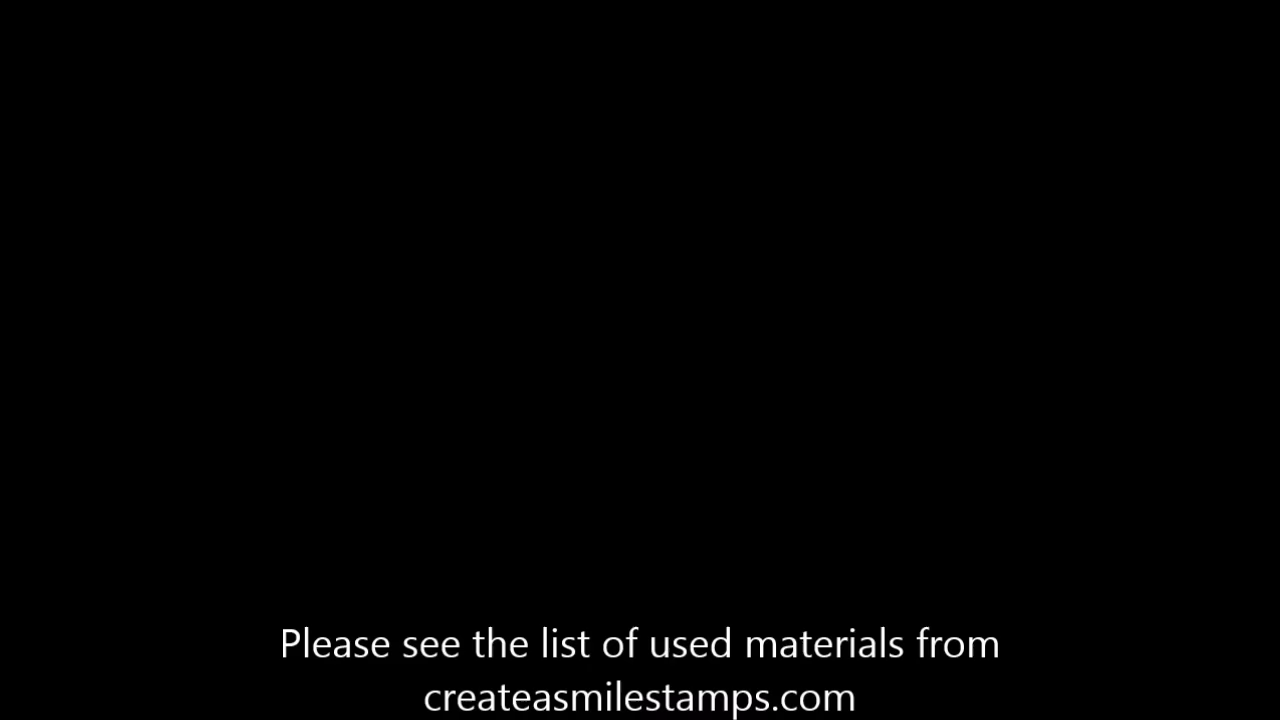 Please see the list of used materials from
createasmilestamps.com